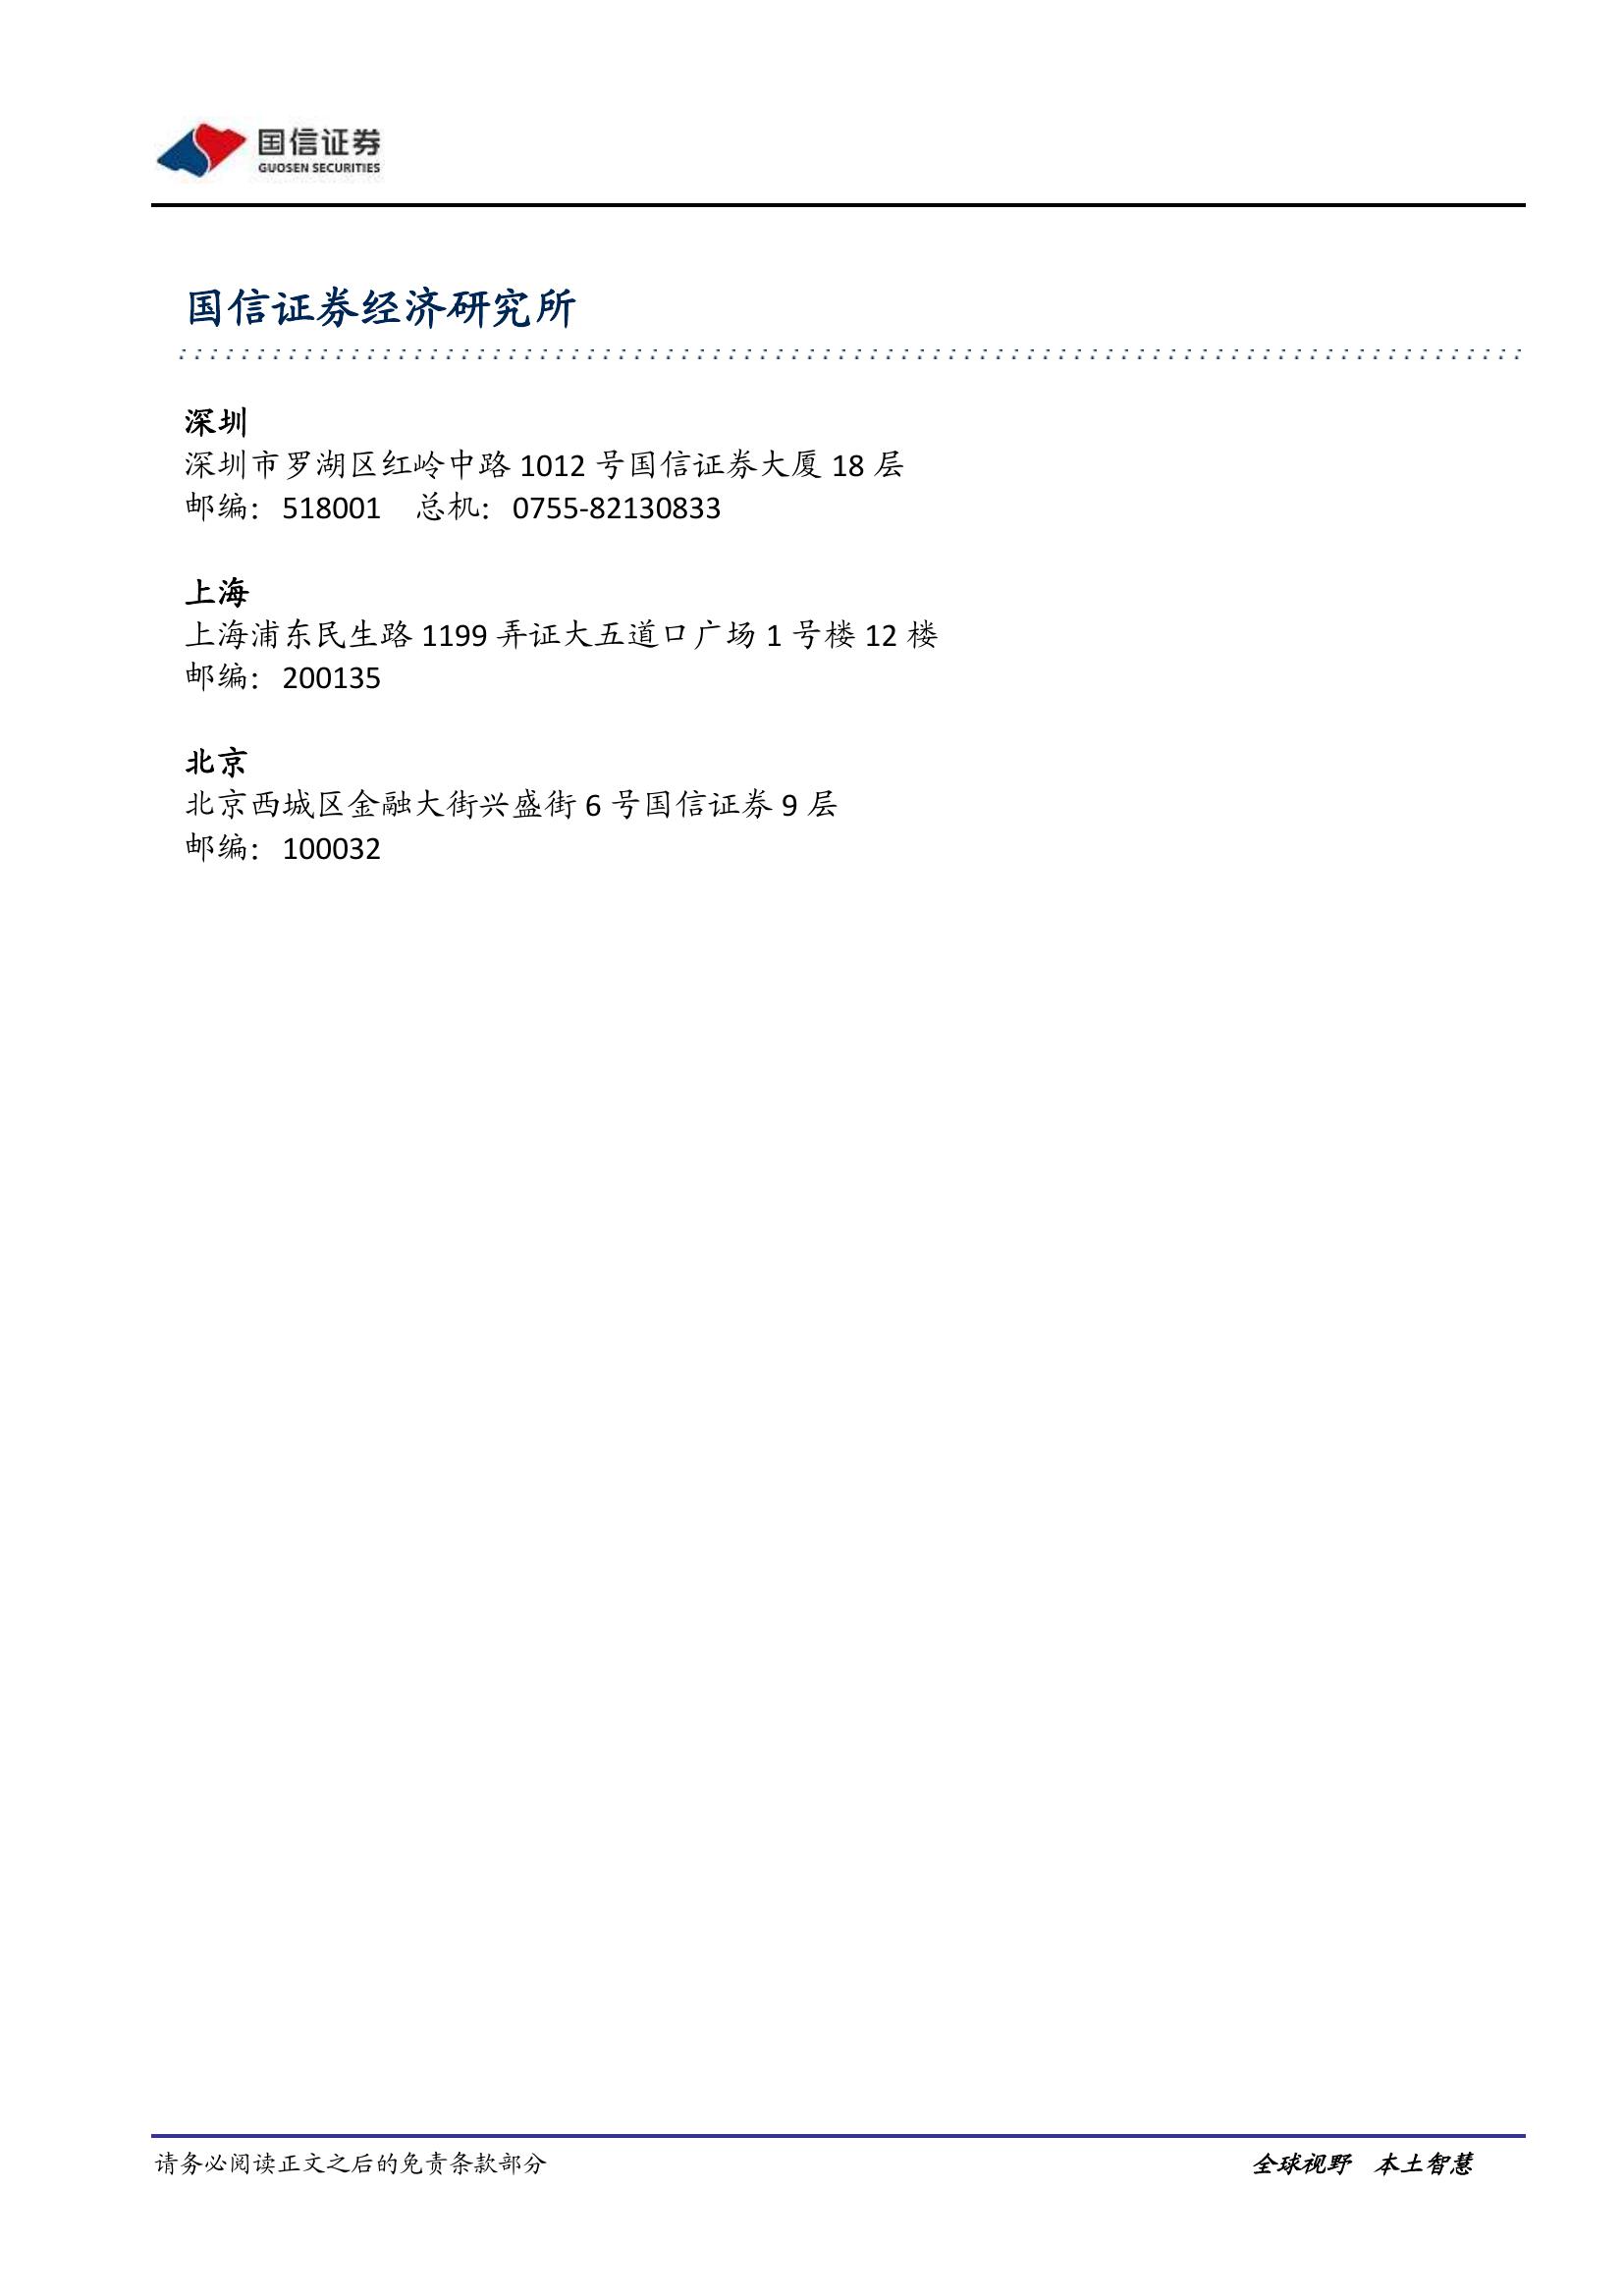 国信证券
GUOSEN SECURITIES
国信证券经济研究所
深圳
深圳市罗湖区红岭中路 1012 号国信证券大厦 18 层
邮编：518001 总机：0755-82130833
上海
上海浦东民生路 1199 弄证大五道口广场 1 号楼 12 楼
邮编：200135
北京
北京西城区金融大街兴盛街 6 号国信证券 9 层
邮编：100032
请务必阅读正文之后的免责条款部分
全球视野 本土智慧